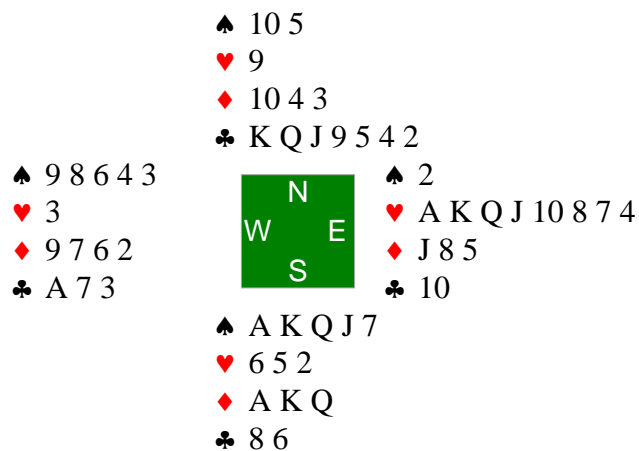 ♠ 10 5
♥ 9
♦ 10 4 3
♣ K Q J 9 5 4 2
♠ 9 8 6 4 3
♥ 3
♦ 9 7 6 2
♣ A 7 3
N
W E
S
♠ 2
♥ A K Q J 10 8 7 4
♦ J 8 5
♣ 10
♠ A K Q J 7
♥ 6 5 2
♦ A K Q
♣ 8 6